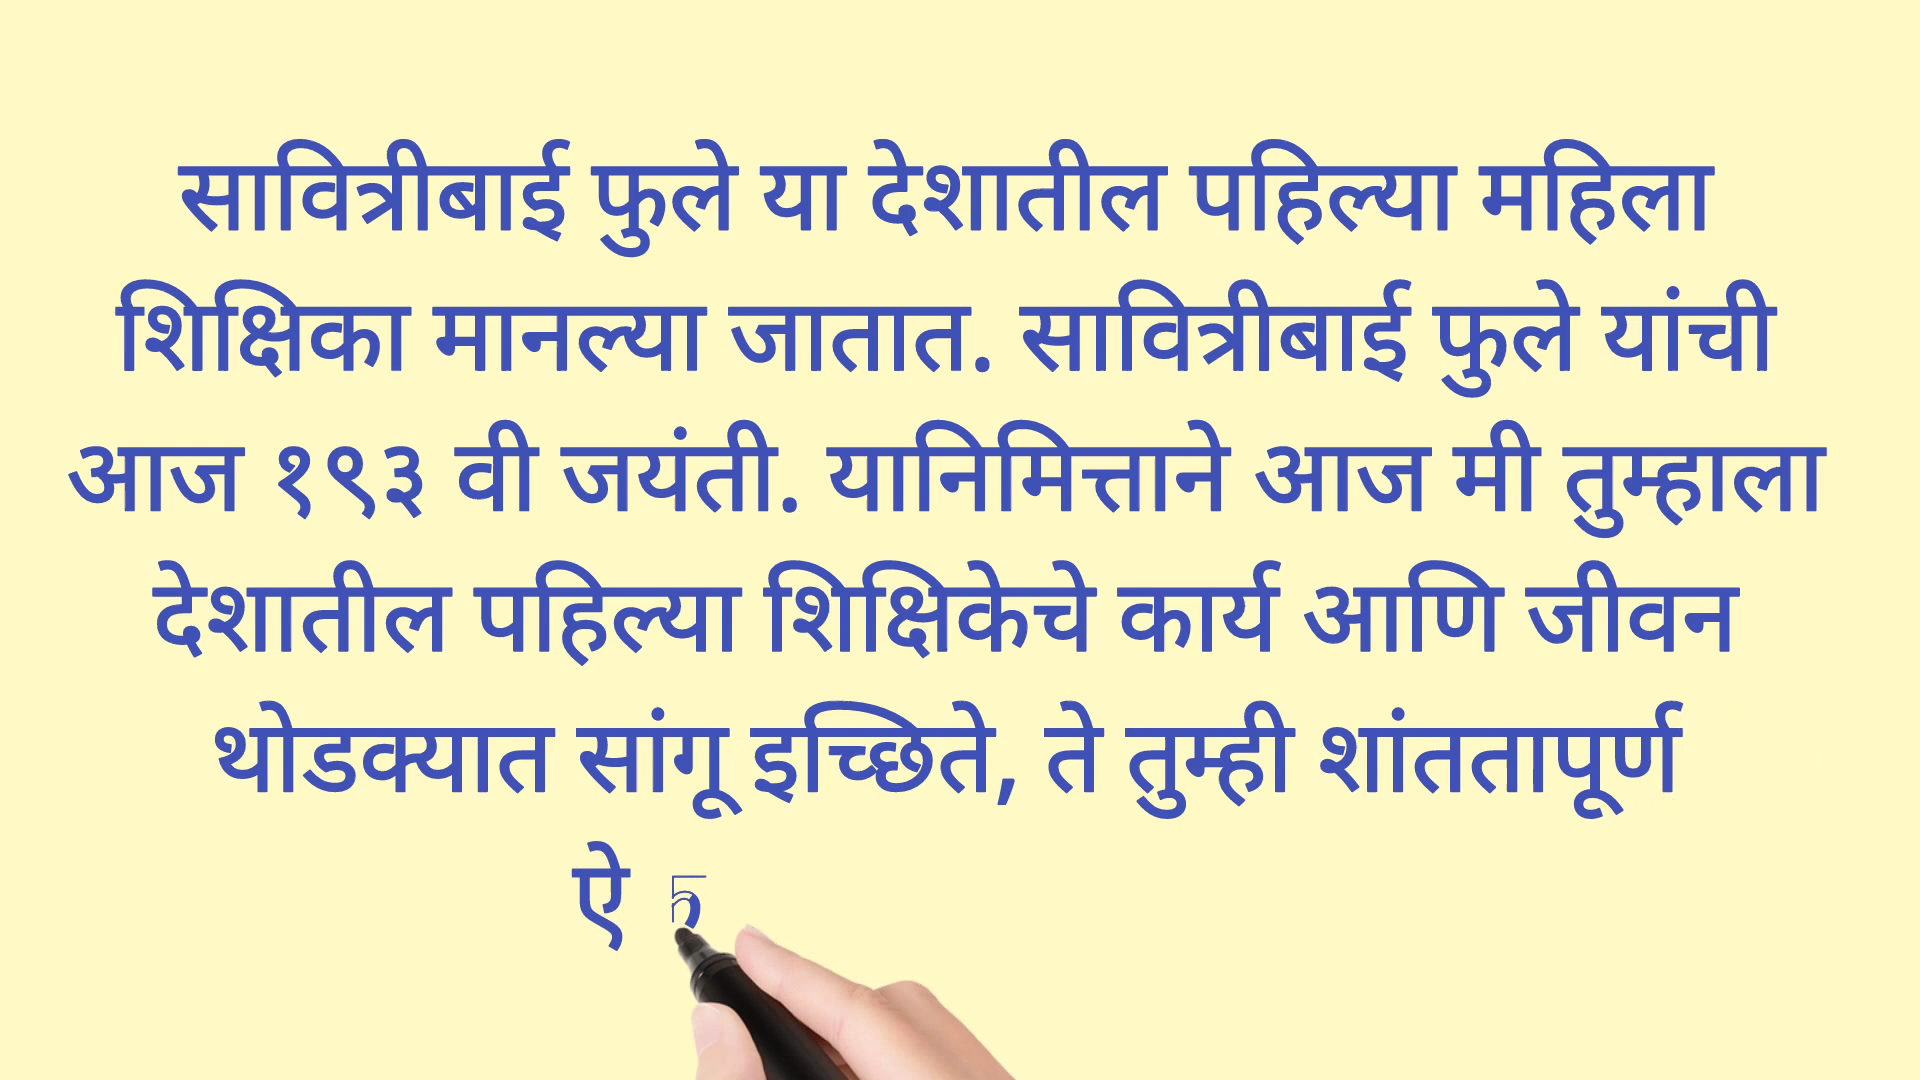 सावित्रीबाई फुले या देशातील पहिल्या महिला
शिक्षिका मानल्या जातात. सावित्रीबाई फुले यांची
आज १९३ वी जयंती. यानिमित्ताने आज मी तुम्हाला
देशातील पहिल्या शिक्षिकेचे कार्य आणि जीवन
थोडक्यात सांगू इच्छिते, ते तुम्ही शांततापूर्ण
ऐ